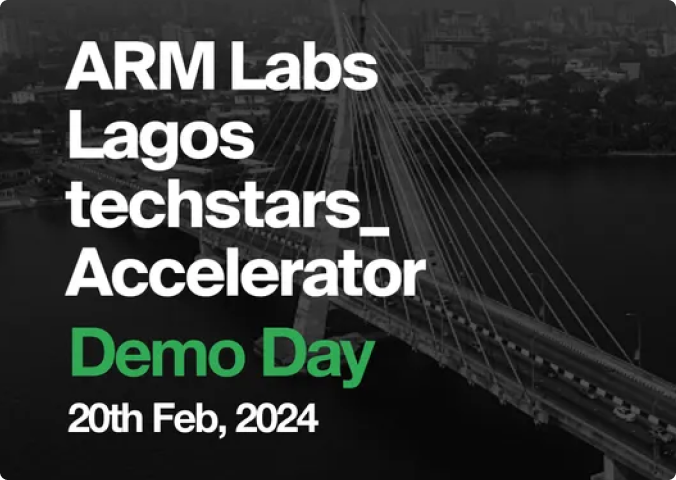 ARM Labs
Lagos
techstars_
Accelerator
Demo Day
20th Feb, 2024